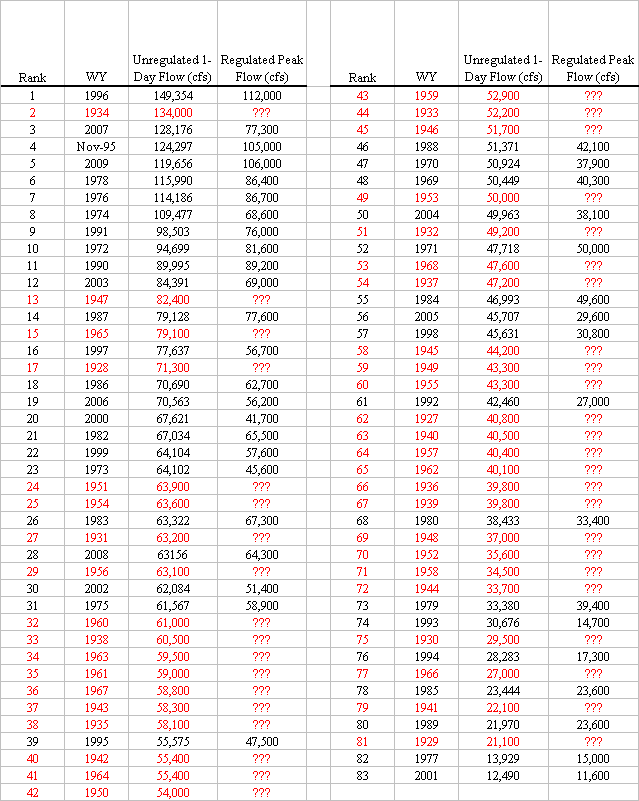 Unregulated 1- Regulated Peak Unregulated 1- Regulated Peak
Rank WY Day Flow (cfs) Flow (cfs) Rank WY Day Flow (cfs) Flow (cfs)
1 1996 149,354 112,000 43 1959 52,900 ???
2 1934 134,000 ??? 44 1933 52,200 ???
3 2007 128,176 77,300 45 1946 51,700 ???
4 Nov-95 124,297 105,000 46 1988 51,371 42,100
5 2009 119,656 106,000 47 1970 50,924 37,900
6 1978 115,990 86,400 48 1969 50,449 40,300
7 1976 114,186 86,700 49 1953 50,000 ???
8 1974 109,477 68,600 50 2004 49,963 38,100
9 1991 98,503 76,000 51 1932 49,200 ???
10 1972 94,699 81,600 52 1971 47,718 50,000
11 1990 89,995 89,200 53 1968 47,600 ???
12 2003 84,391 69,000 54 1937 47,200 ???
13 1947 82,400 ??? 55 1984 46,993 49,600
14 1987 79,128 77,600 56 2005 45,707 29,600
15 1965 79,100 ??? 57 1998 45,631 30,800
16 1997 77,637 56,700 58 1945 44,200 ???
17 1928 71,300 ??? 59 1949 43,300 ???
18 1986 70,690 62,700 60 1955 43,300 ???
19 2006 70,563 56,200 61 1992 42,460 27,000
20 2000 67,621 41,700 62 1927 40,800 ???
21 1982 67,034 65,500 63 1940 40,500 ???
22 1999 64,104 57,600 64 1957 40,400 ???
23 1973 64,102 45,600 65 1962 40,100 ???
24 1951 63,900 ??? 66 1936 39,800 ???
25 1954 63,600 ??? 67 1939 39,800 ???
26 1983 63,322 67,300 68 1980 38,433 33,400
27 1931 63,200 ??? 69 1948 37,000 ???
28 2008 63156 64,300 70 1952 35,600 ???
29 1956 63,100 ??? 71 1958 34,500 ???
30 2002 62,084 51,400 72 1944 33,700 ???
31 1975 61,567 58,900 73 1979 33,380 39,400
32 1960 61,000 ??? 74 1993 30,676 14,700
33 1938 60,500 ??? 75 1930 29,500 ???
34 1963 59,500 ??? 76 1994 28,283 17,300
35 1961 59,000 ??? 77 1966 27,000 ???
36 1967 58,800 ??? 78 1985 23,444 23,600
37 1943 58,300 ??? 79 1941 22,100 ???
38 1935 58,100 ??? 80 1989 21,970 23,600
39 1995 55,575 47,500 81 1929 21,100 ???
40 1942 55,400 ??? 82 1977 13,929 15,000
41 1964 55,400 ??? 83 2001 12,490 11,600
42 1950 54,000 ???